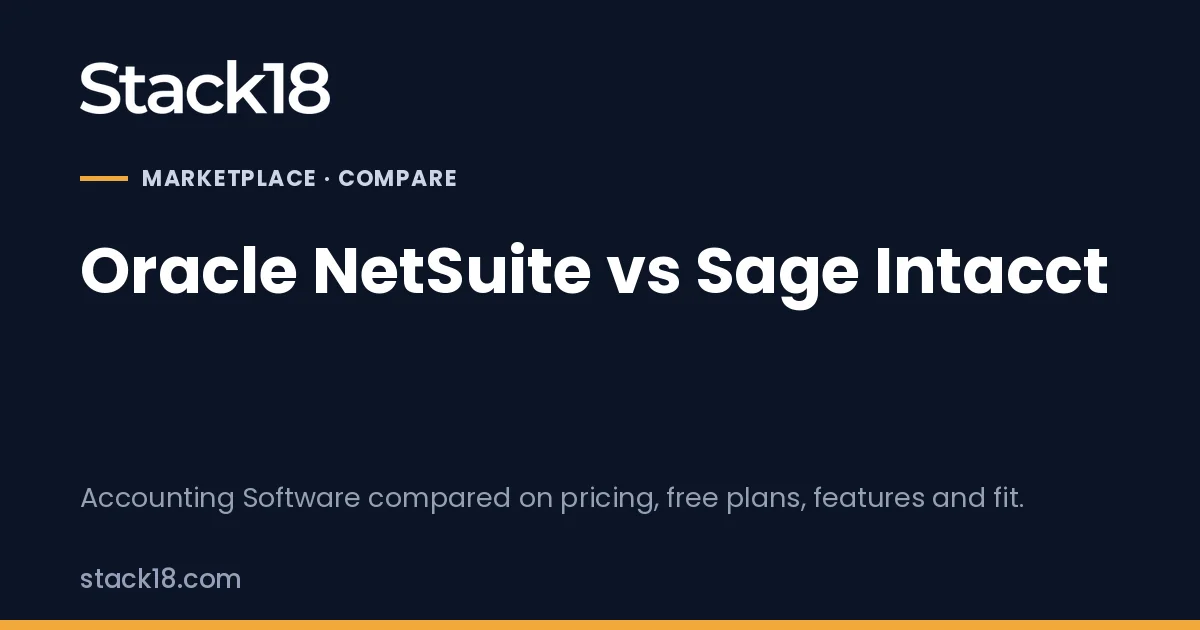 Stack18
MARKETPLACE · COMPARE
Oracle NetSuite vs Sage Intacct
Accounting Software compared on pricing, free plans, features and fit.
stack18.com